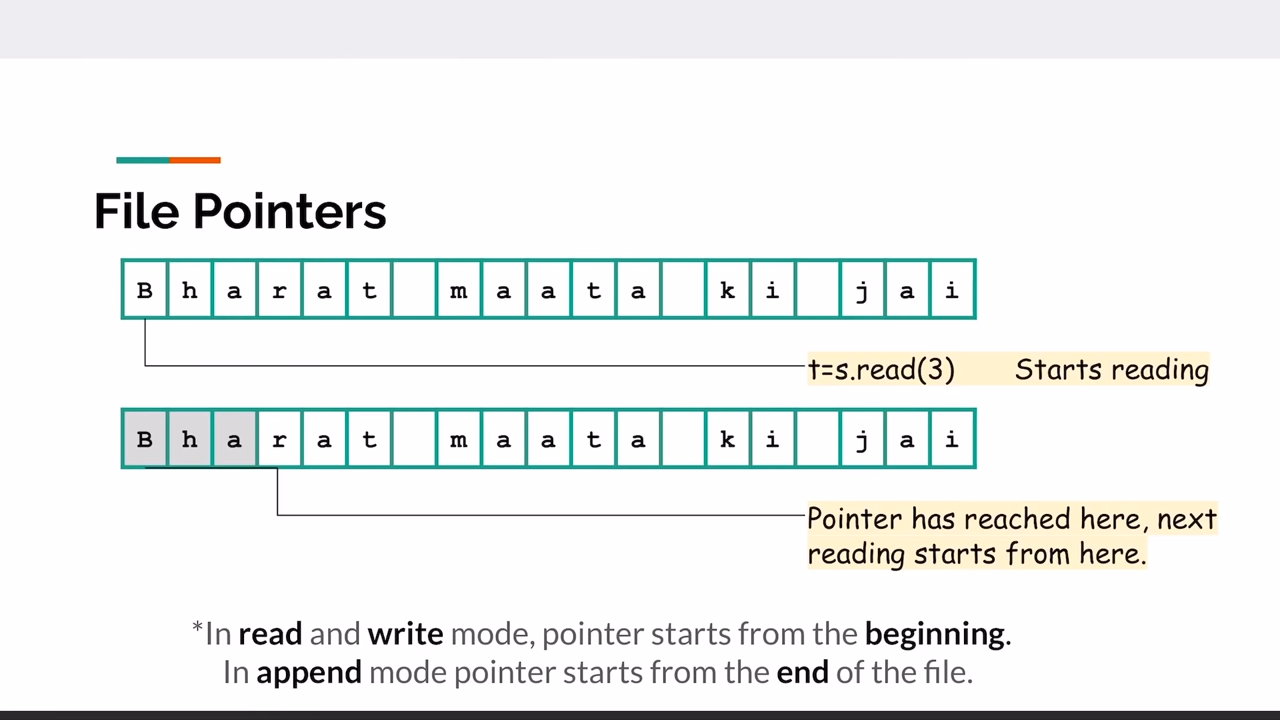 File Pointers
B h a r a t m a a t a k i j a i
t=s.read(3) Starts reading
B h a r a t m a a t a k i j a i
Pointer has reached here, next
reading starts from here.
*In read and write mode, pointer starts from the beginning.
In append mode pointer starts from the end of the file.